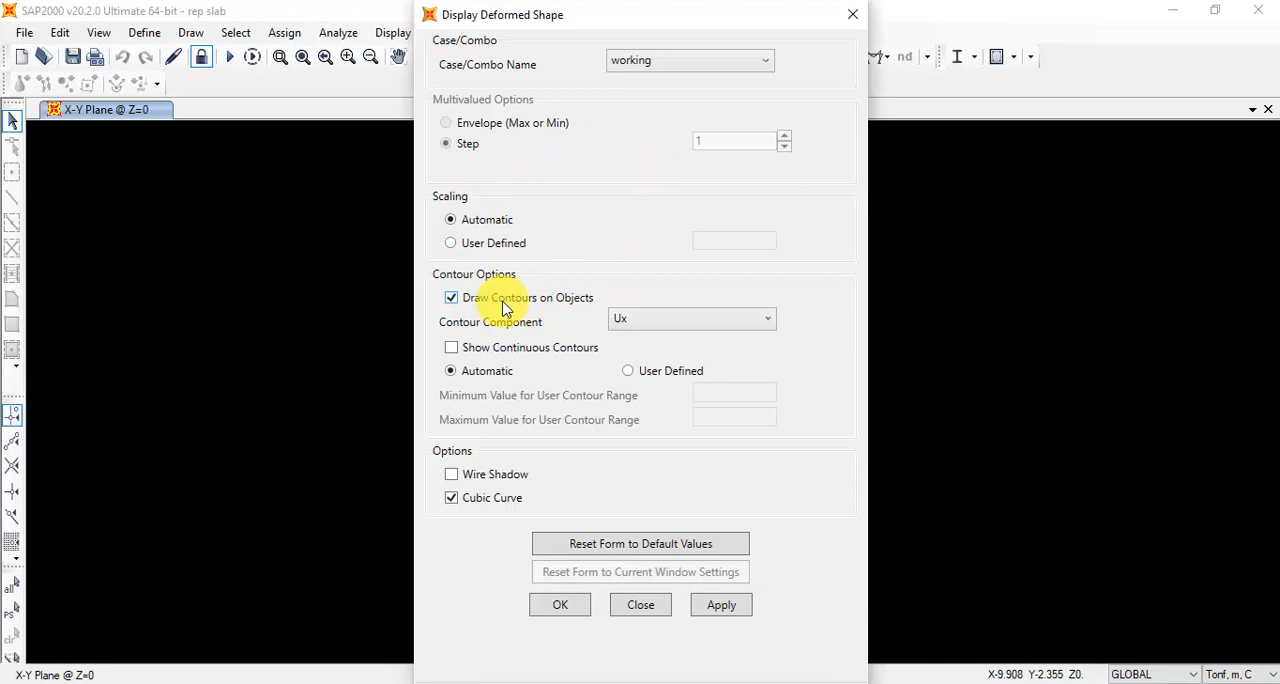 SAP2000 v20.2.0 Ultimate 64-bit - rep slab
File Edit View Define Draw Select Assign Analyze Display
nd
X-Y Plane @ Z=0
Display Deformed Shape
Case/Combo
Case/Combo Name working
Multivalued Options
Envelope (Max or Min)
Step 1
Scaling
Automatic
User Defined
Contour Options
Draw Contours on Objects
Contour Component Ux
Show Continuous Contours
Automatic User Defined
Minimum Value for User Contour Range
Maximum Value for User Contour Range
Options
Wire Shadow
Cubic Curve
Reset Form to Default Values
Reset Form to Current Window Settings
OK Close Apply
all
PS
clr
X-Y Plane @ Z=0 X-9.908 Y-2.355 Z0. GLOBAL Tonf, m, C